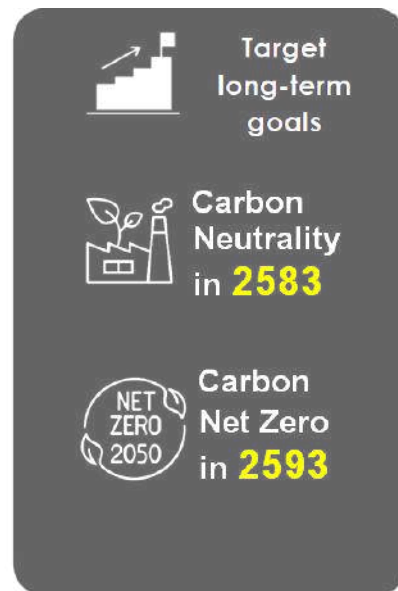 Target
long-term
goals
Carbon
Neutrality
in 2583
NET
ZERO
2050
Carbon
Net Zero
in 2593